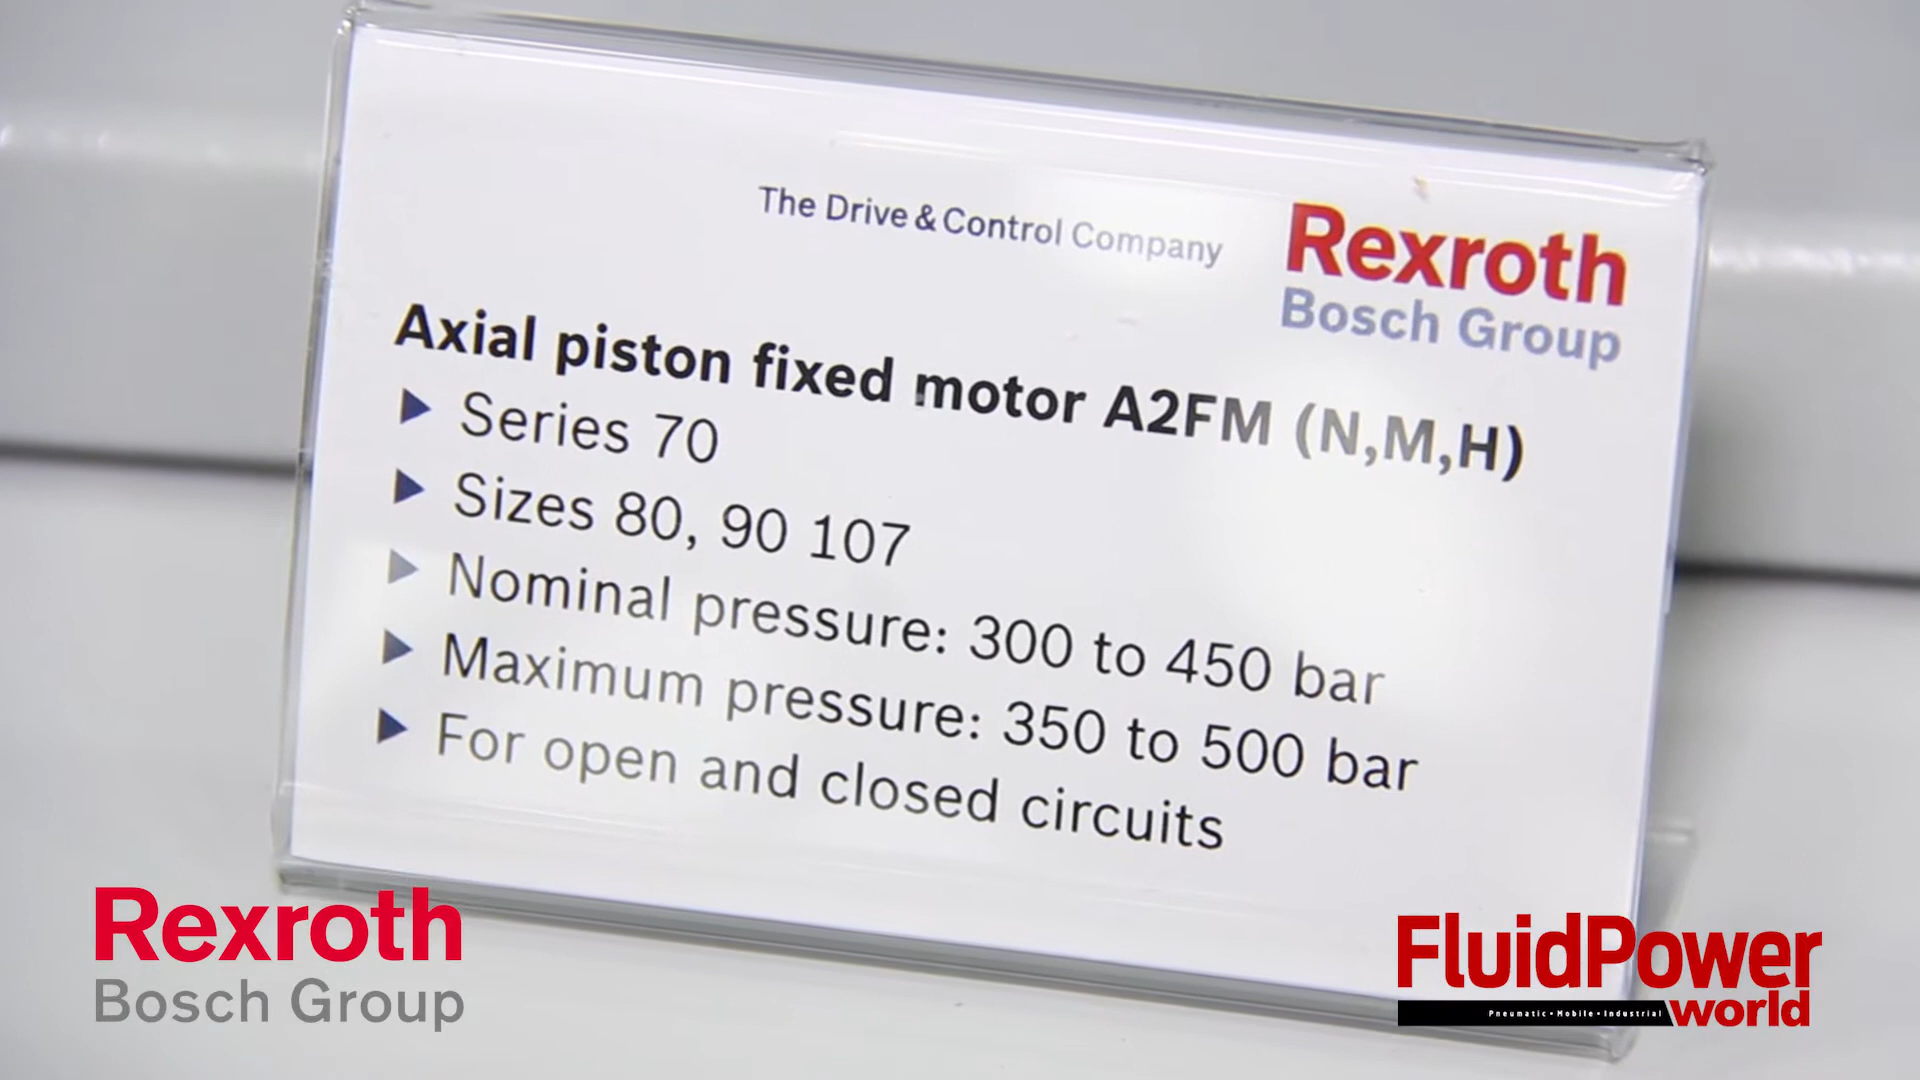 The Drive & Control Company
Rexroth
Bosch Group
Axial piston fixed motor A2FM (N,M,H)
▶ Series 70
▶ Sizes 80, 90 107
▶ Nominal pressure: 300 to 450 bar
▶ Maximum pressure: 350 to 500 bar
▶ For open and closed circuits
Rexroth
Bosch Group
FluidPower
Pneumatic • Mobile • Industrial
world